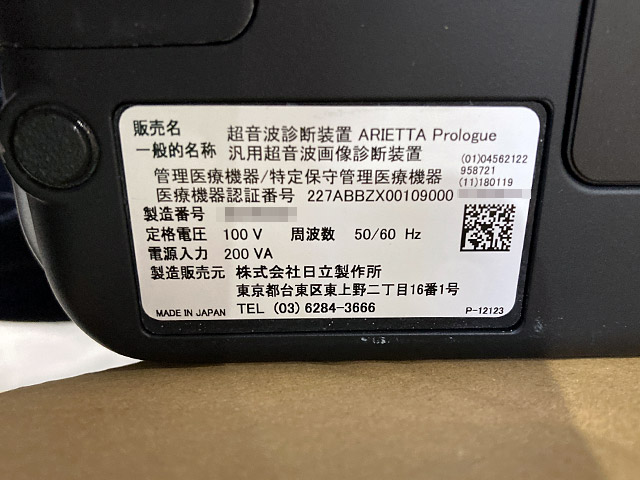 販売名 超音波診断装置 ARIETTA Prologue
一般的名称 汎用超音波画像診断装置
管理医療機器/特定保守管理医療機器
医療機器認証番号 227ABBZX00109000
(01)04562122
958721
(11)180119
製造番号
定格電圧 100 V 周波数 50/60 Hz
電源入力 200 VA
製造販売元 株式会社日立製作所
東京都台東区東上野二丁目16番1号
MADE IN JAPAN TEL (03) 6284-3666
P-12123